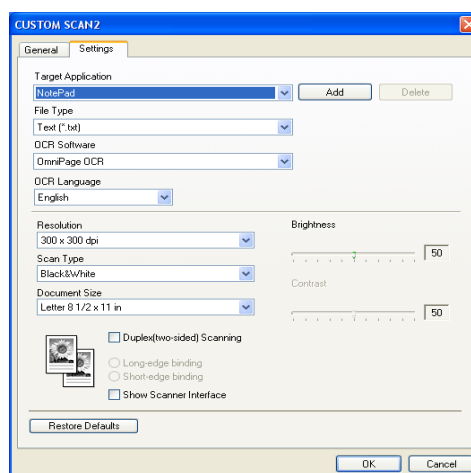 CUSTOM SCAN2
General Settings
Target Application
NotePad Add Delete
File Type
Text (*.txt)
OCR Software
OmniPage OCR
OCR Language
English
Resolution Brightness
300 x 300 dpi 50
Scan Type
Black&White Contrast
Document Size
Letter 8 1/2 x 11 in 50
Duplex(two-sided) Scanning
Long-edge binding
Short-edge binding
Show Scanner Interface
Restore Defaults
OK Cancel